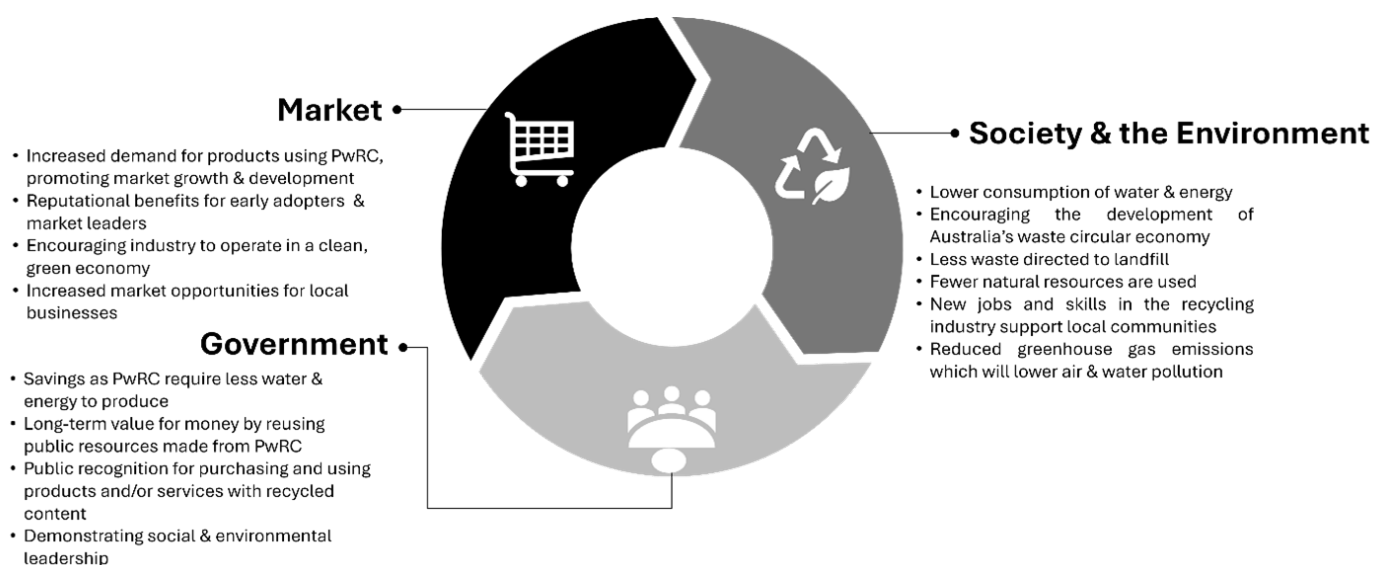 Market
• Increased demand for products using PwRC,
promoting market growth & development
• Reputational benefits for early adopters &
market leaders
• Encouraging industry to operate in a clean,
green economy
• Increased market opportunities for local
businesses
Government
• Savings as PwRC require less water &
energy to produce
• Long-term value for money by reusing
public resources made from PwRC
• Public recognition for purchasing and using
products and/or services with recycled
content
• Demonstrating social & environmental
leadership
Society & the Environment
• Lower consumption of water & energy
• Encouraging the development of
Australia's waste circular economy
• Less waste directed to landfill
• Fewer natural resources are used
• New jobs and skills in the recycling
industry support local communities
• Reduced greenhouse gas emissions
which will lower air & water pollution